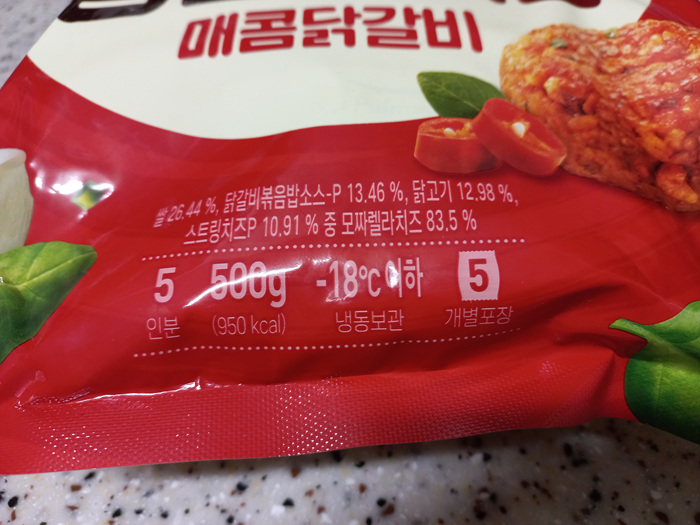 매콤닭갈비
쌀 26.44 %, 닭갈비볶음밥소스-P 13.46 %, 닭고기 12.98 %,
스트링치즈P 10.91 % 중 모짜렐라치즈 83.5 %
5 500g -18℃ 이하 5
인분 (950 kcal) 냉동보관 개별포장